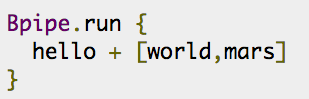 Bpipe.run {
  hello + [world,mars]
}